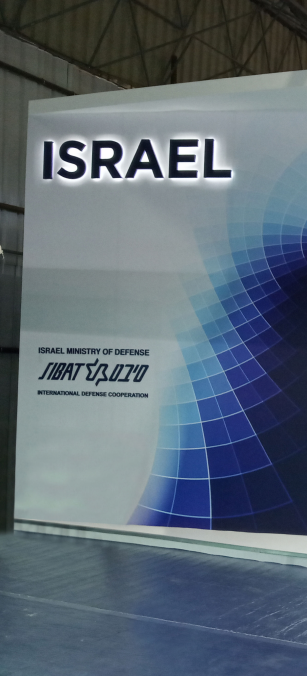 ISRAEL
ISRAEL MINISTRY OF DEFENSE
SIBAT סיבט
INTERNATIONAL DEFENSE COOPERATION